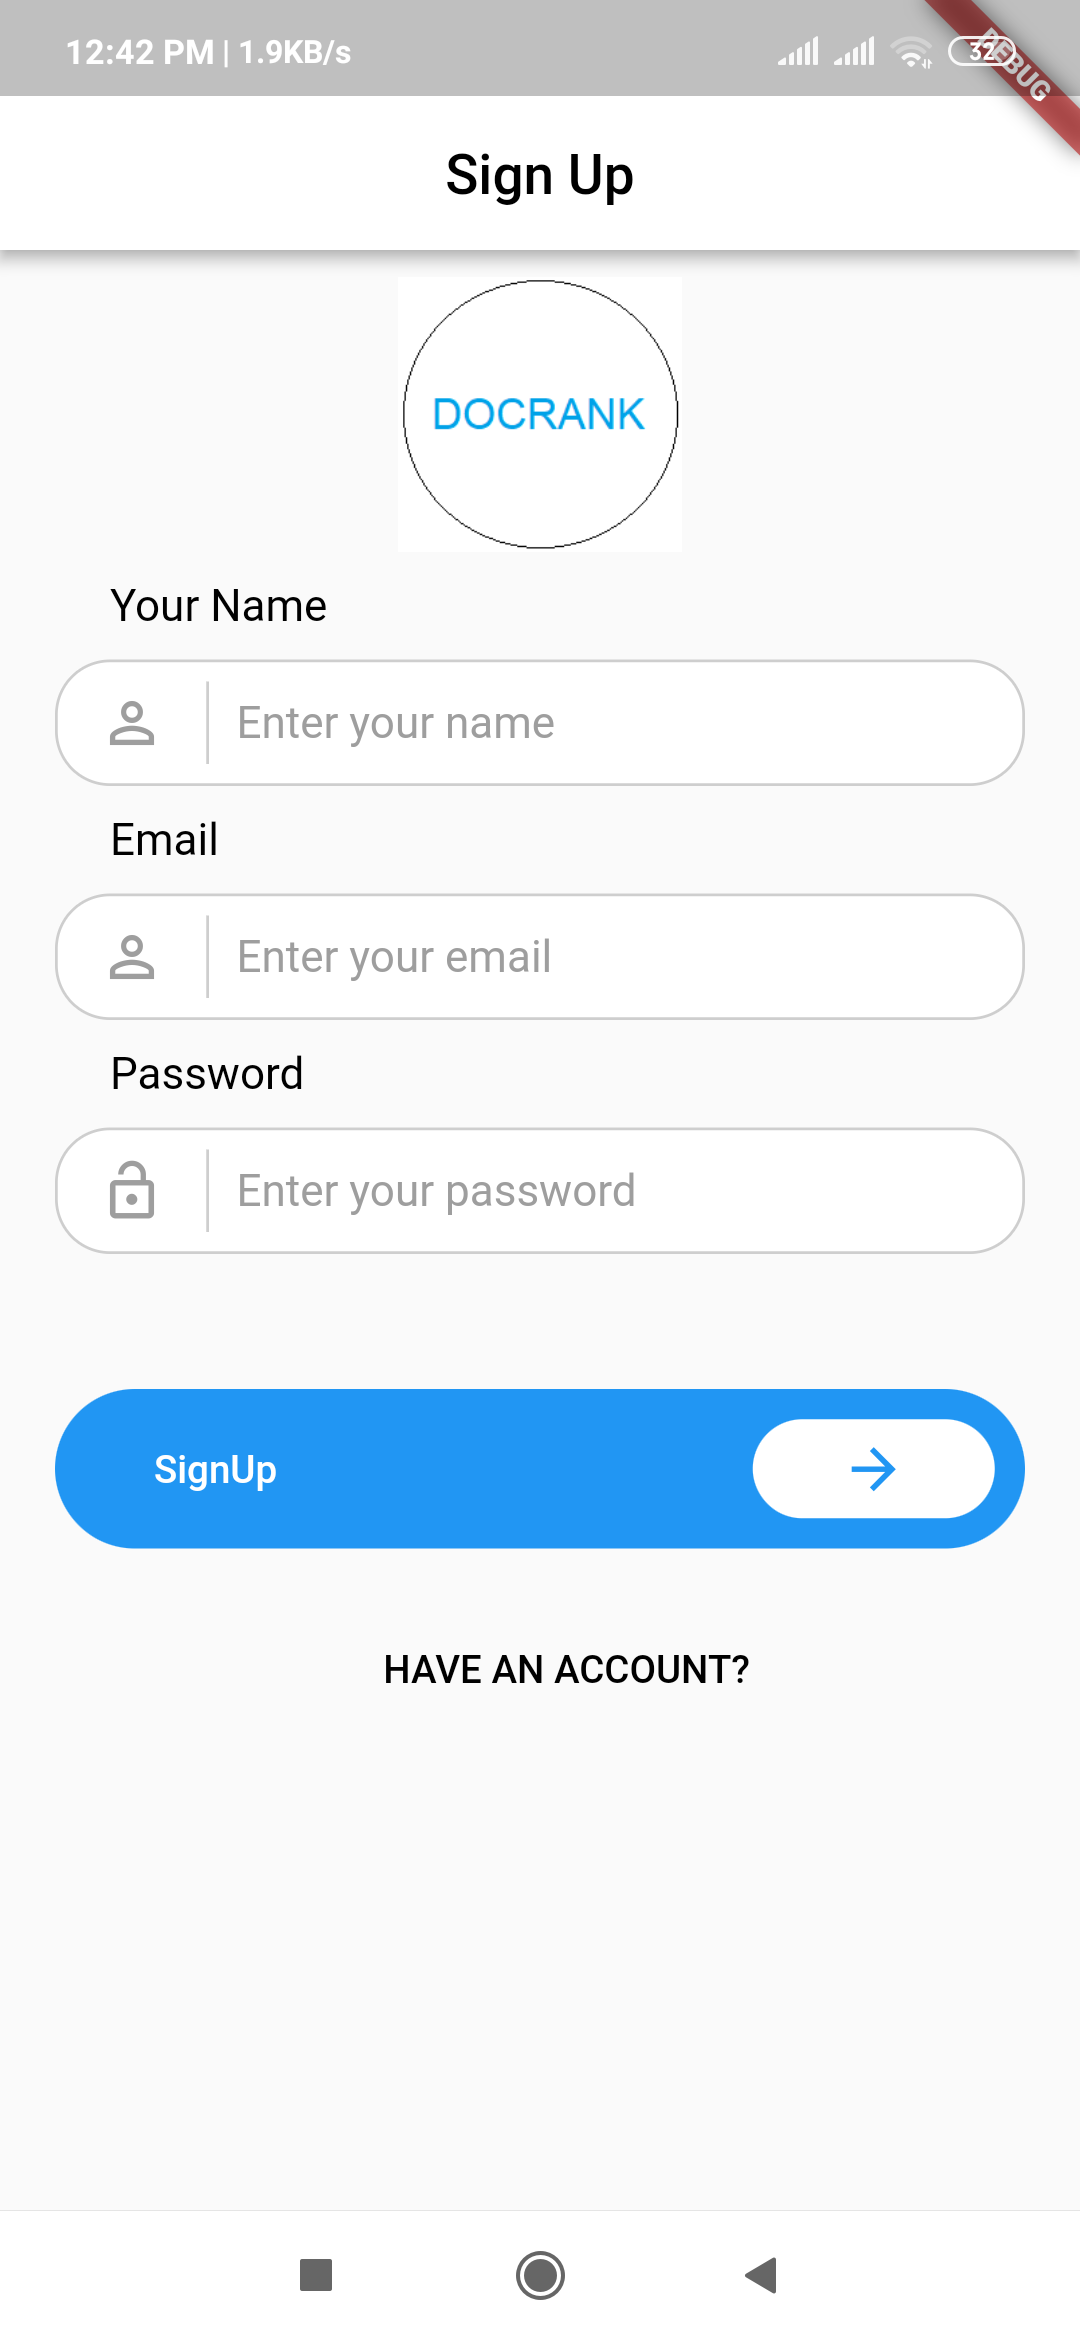 12:42 PM | 1.9KB/s
32
DEBUG
Sign Up
DOCRANK
Your Name
Enter your name
Email
Enter your email
Password
Enter your password
SignUp
HAVE AN ACCOUNT?